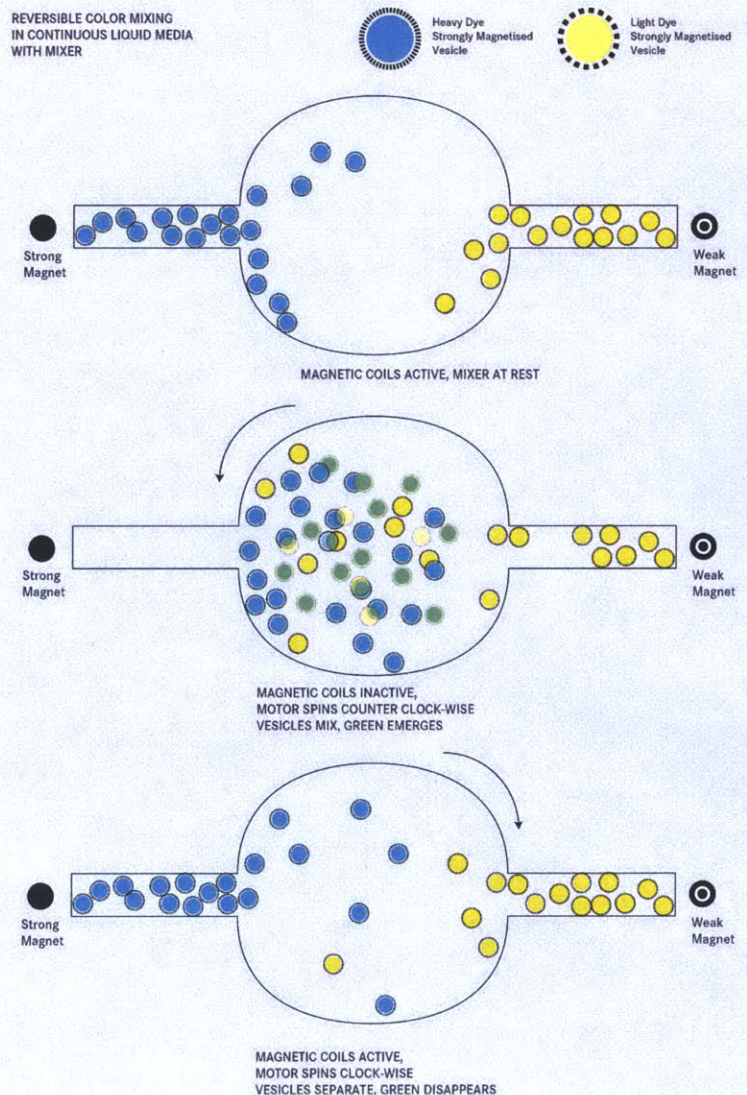 REVERSIBLE COLOR MIXING
IN CONTINUOUS LIQUID MEDIA
WITH MIXER
Heavy Dye
Strongly Magnetised
Vesicle
Light Dye
Strongly Magnetised
Vesicle
Strong
Magnet
Weak
Magnet
MAGNETIC COILS ACTIVE, MIXER AT REST
Strong
Magnet
Weak
Magnet
MAGNETIC COILS INACTIVE,
MOTOR SPINS COUNTER CLOCK-WISE
VESICLES MIX, GREEN EMERGES
Strong
Magnet
Weak
Magnet
MAGNETIC COILS ACTIVE,
MOTOR SPINS CLOCK-WISE
VESICLES SEPARATE, GREEN DISAPPEARS